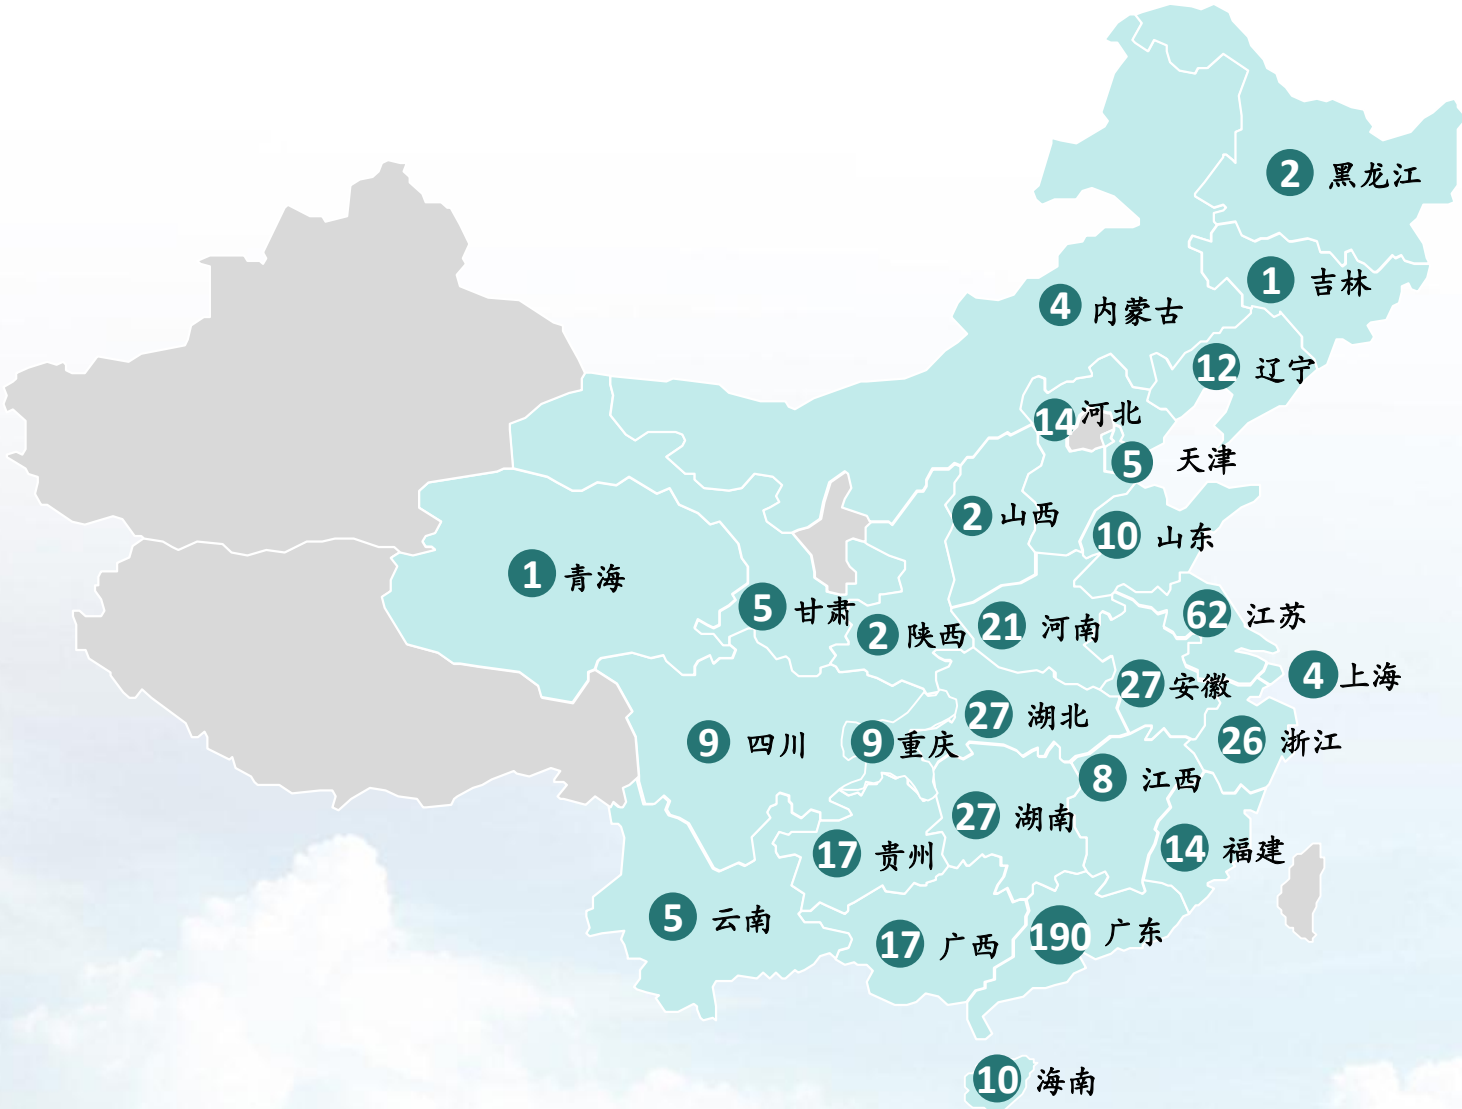 2 黑龙江
1 吉林
4 内蒙古
12 辽宁
14 河北
5 天津
2 山西
10 山东
1 青海
5 甘肃
2 陕西
21 河南
62 江苏
4 上海
27 安徽
27 湖北
9 四川
9 重庆
26 浙江
8 江西
27 湖南
14 福建
17 贵州
5 云南
17 广西
190 广东
10 海南